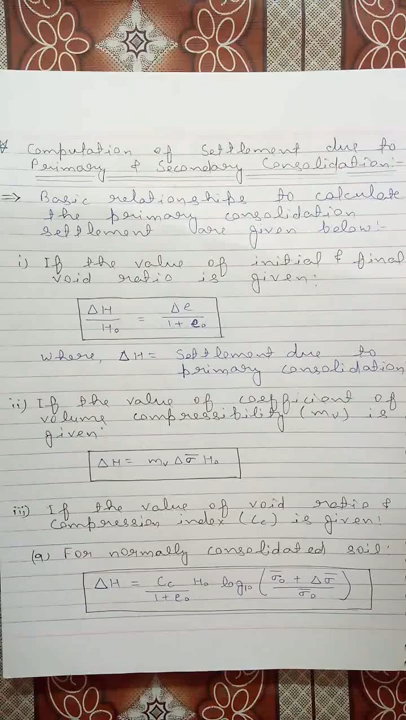 ☆ Computation of Settlement due to
Primary & Secondary Consolidation:-
⇒ Basic relationships to calculate
the primary consolidation
settlement are given below:-
i) If the value of initial & final
void ratio is given:
ΔH/H₀ = Δe/(1+e₀)
where, ΔH = Settlement due to
primary consolidation
ii) If the value of coefficient of
volume compressibility (mᵥ) is
given:
ΔH = mᵥ Δσ̄ H₀
iii) If the value of void ratio &
compression index (Cc) is given:
(a) For normally consolidated soil:
ΔH = Cc/(1+e₀) H₀ log₁₀ ((σ̄₀ + Δσ̄)/σ̄₀)